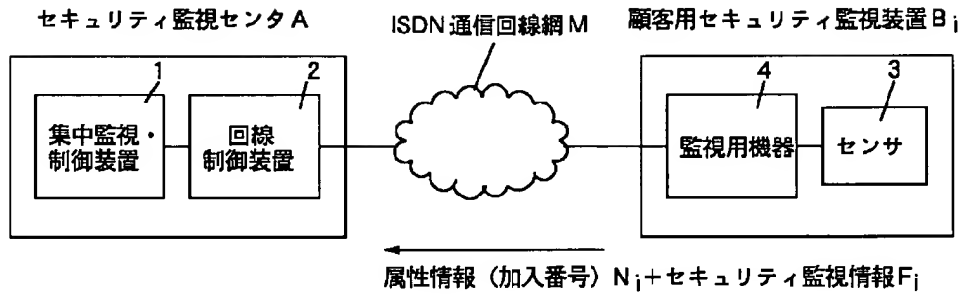 セキュリティ監視センタA
ISDN通信回線網M
顧客用セキュリティ監視装置Bi
1
2
4
3
集中監視・
制御装置
回線
制御装置
監視用機器
センサ
属性情報（加入番号）Ni＋セキュリティ監視情報Fi